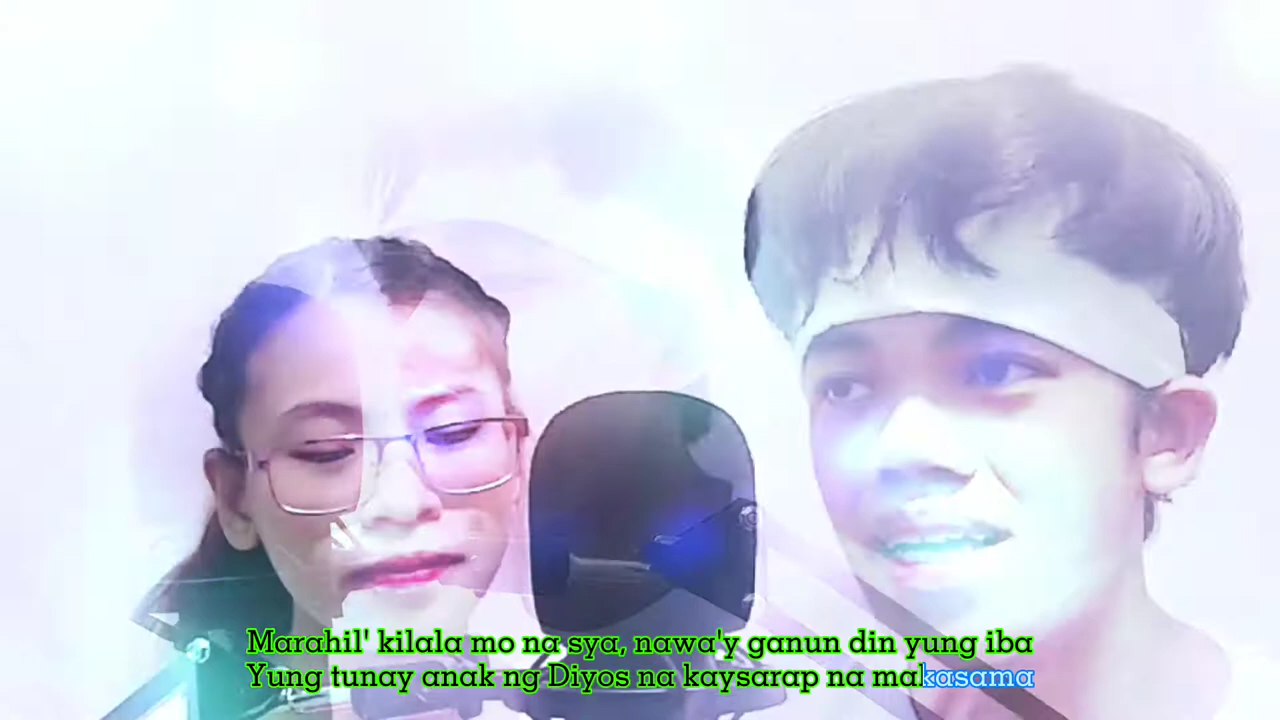 Marahil' kilala mo na sya, nawa'y ganun din yung iba
Yung tunay anak ng Diyos na kaysarap na makasama